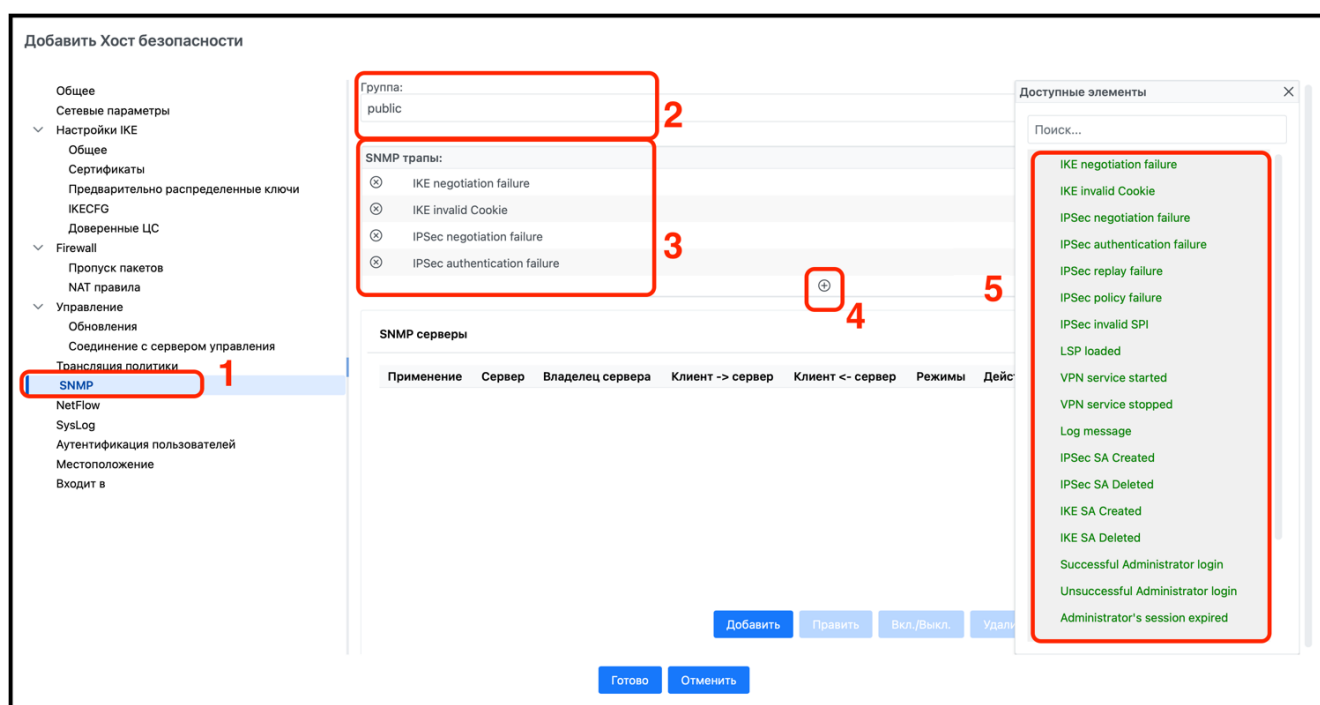 Добавить Хост безопасности
Общее
Сетевые параметры
Настройки IKE
Общее
Сертификаты
Предварительно распределенные ключи
IKECFG
Доверенные ЦС
Firewall
Пропуск пакетов
NAT правила
Управление
Обновления
Соединение с сервером управления
Трансляция политики
SNMP
1
NetFlow
SysLog
Аутентификация пользователей
Местоположение
Входит в
Группа:
public
2
SNMP трапы:
IKE negotiation failure
IKE invalid Cookie
IPSec negotiation failure
IPSec authentication failure
3
4
5
SNMP серверы
Применение Сервер Владелец сервера Клиент -> сервер Клиент <- сервер Режимы Дейс
Добавить Править Вкл./Выкл. Удали
Доступные элементы
Поиск...
IKE negotiation failure
IKE invalid Cookie
IPSec negotiation failure
IPSec authentication failure
IPSec replay failure
IPSec policy failure
IPSec invalid SPI
LSP loaded
VPN service started
VPN service stopped
Log message
IPSec SA Created
IPSec SA Deleted
IKE SA Created
IKE SA Deleted
Successful Administrator login
Unsuccessful Administrator login
Administrator's session expired
Готово Отменить